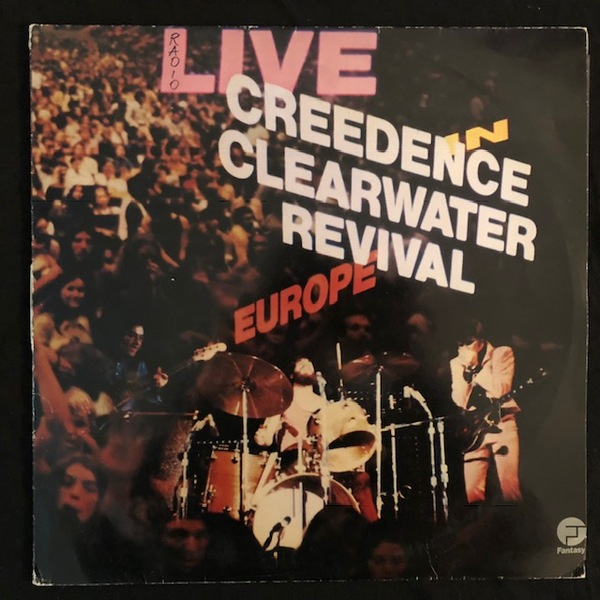 RADIO
LIVE
CREEDENCE
IN
CLEARWATER
REVIVAL
EUROPE
Fantasy